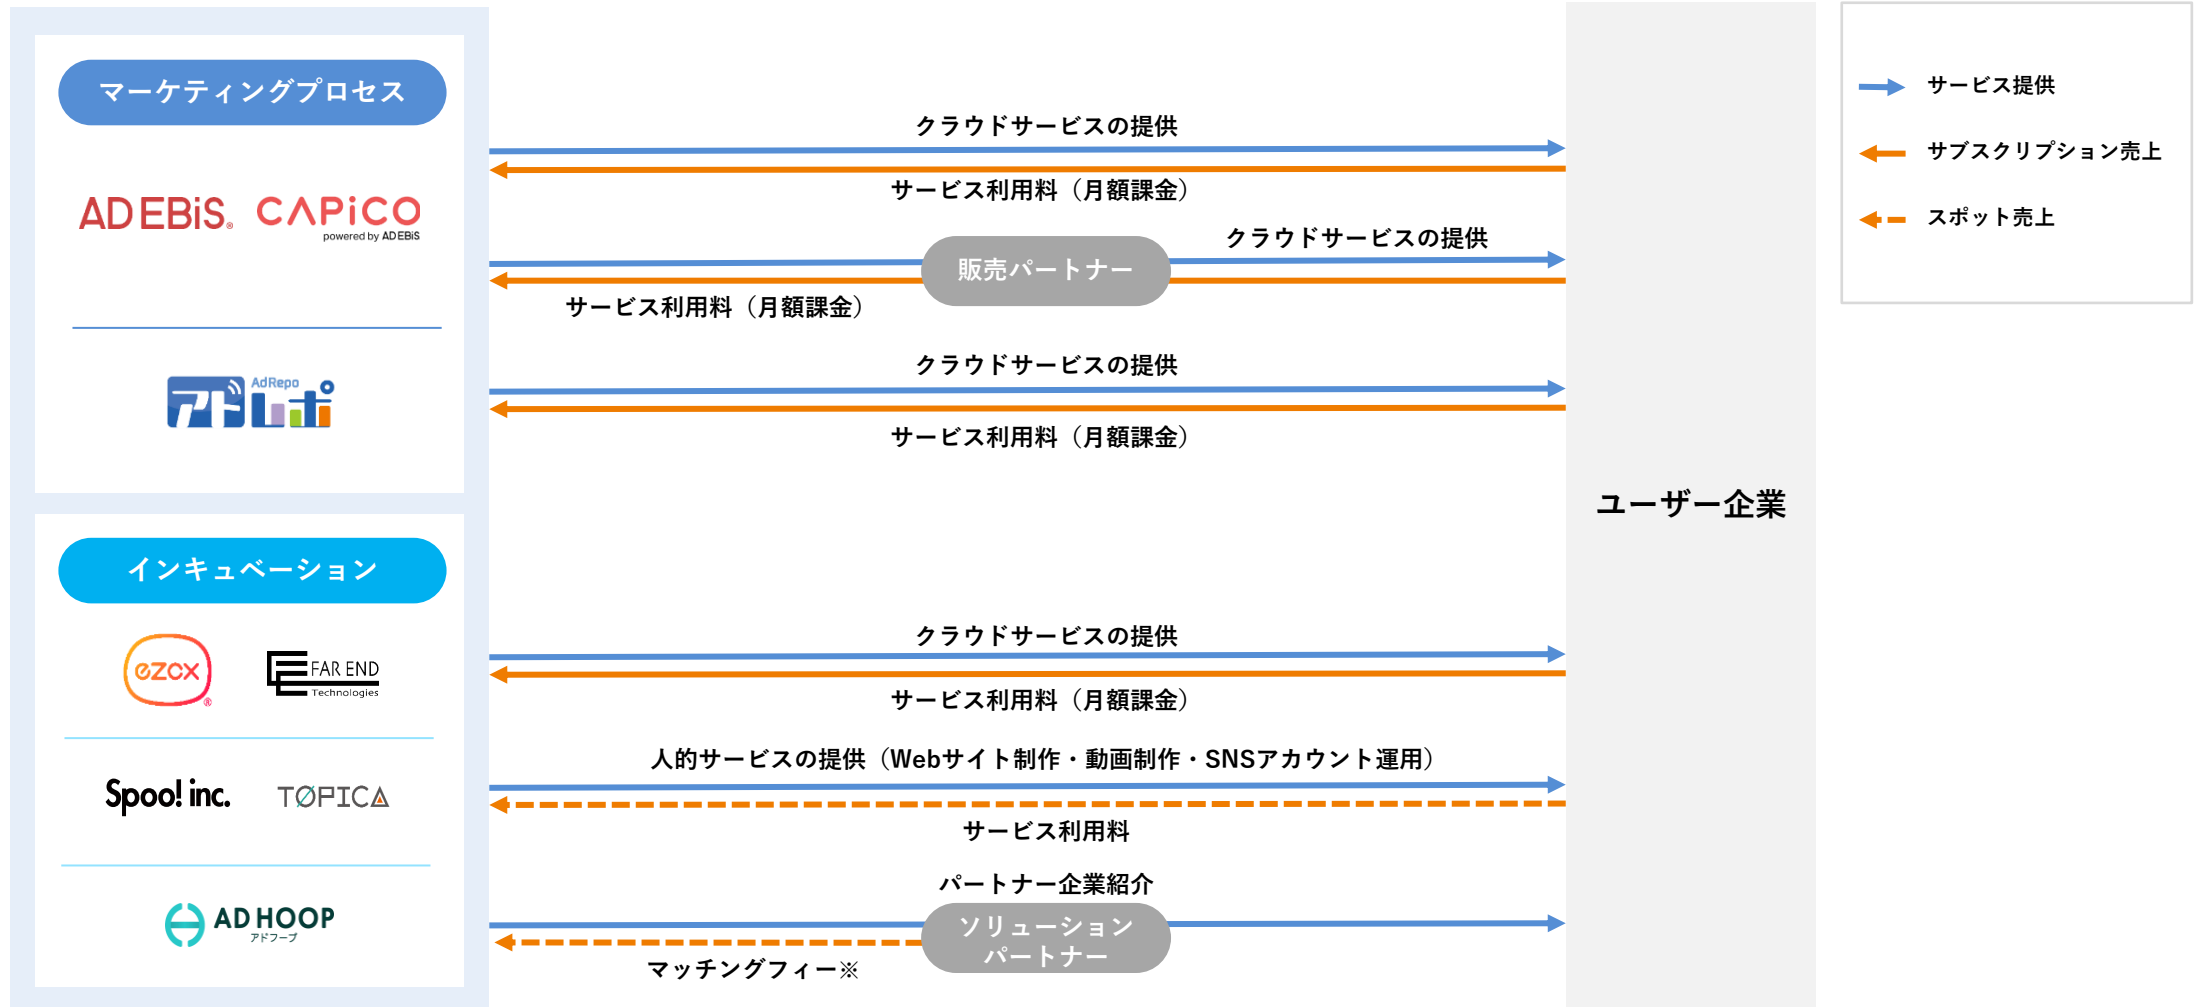 マーケティングプロセス
ADEBiS®
CAPiCO
powered by ADEBiS
アドレポ
AdRepo
インキュベーション
ezcx®
FAR END
Technologies
Spoo! inc.
TOPICA
AD HOOP
アドフープ
クラウドサービスの提供
サービス利用料（月額課金）
クラウドサービスの提供
販売パートナー
サービス利用料（月額課金）
クラウドサービスの提供
サービス利用料（月額課金）
クラウドサービスの提供
サービス利用料（月額課金）
人的サービスの提供（Webサイト制作・動画制作・SNSアカウント運用）
サービス利用料
パートナー企業紹介
ソリューション
パートナー
マッチングフィー※
ユーザー企業
サービス提供
サブスクリプション売上
スポット売上